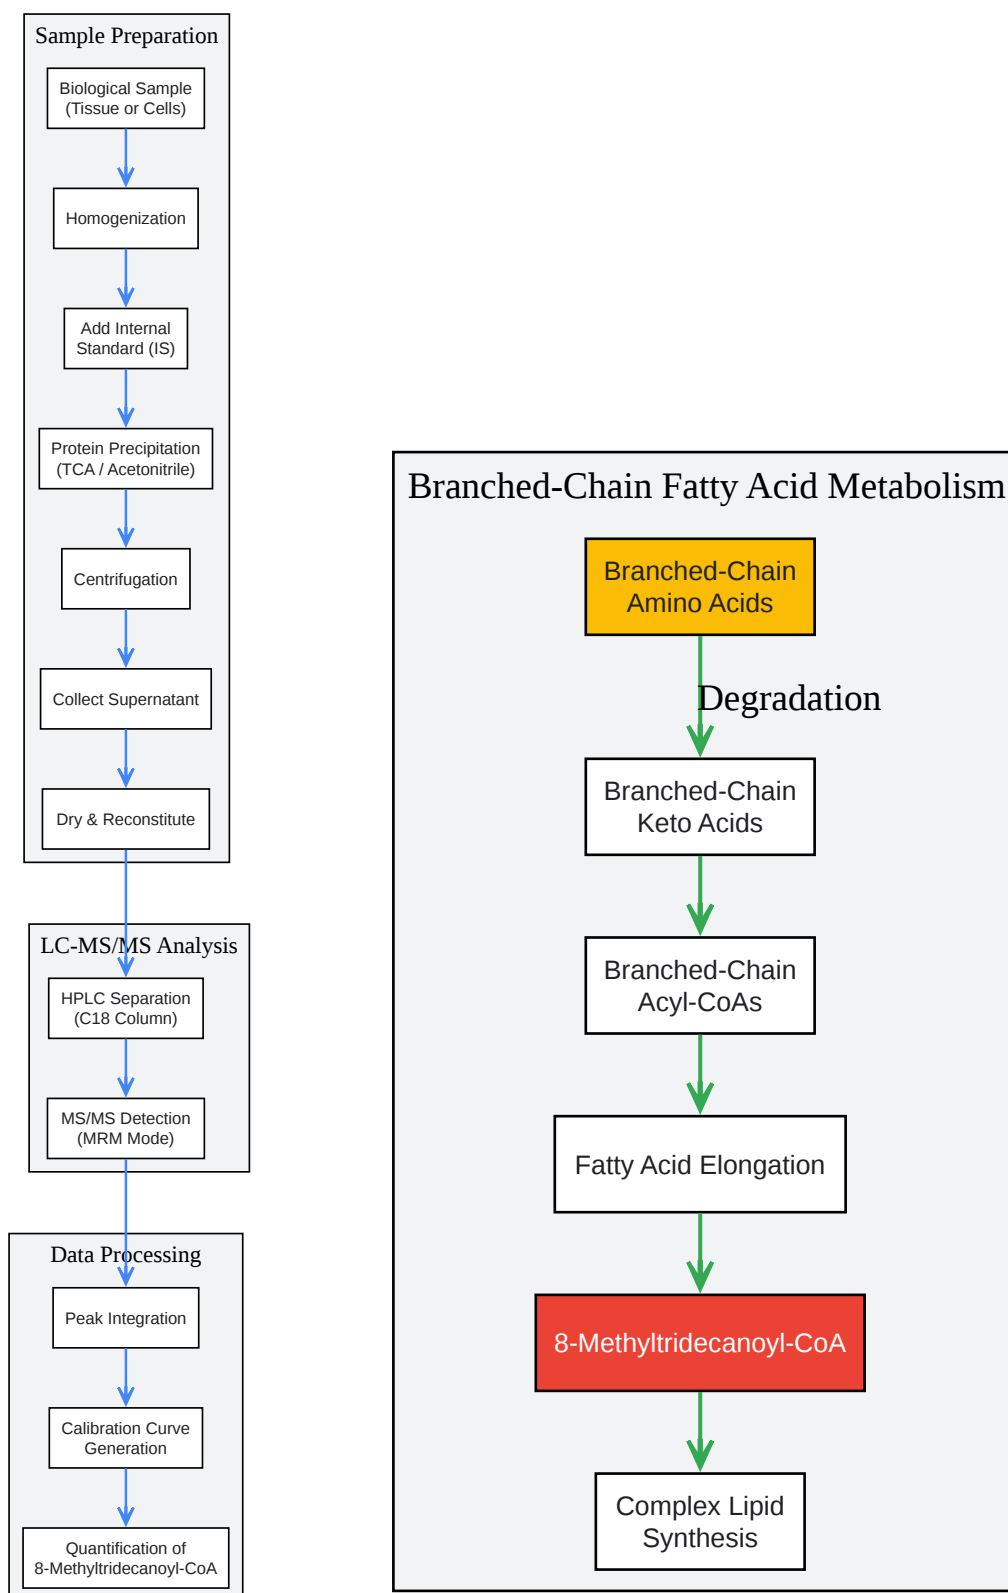 Sample Preparation
Biological Sample
(Tissue or Cells)
Homogenization
Add Internal
Standard (IS)
Protein Precipitation
(TCA / Acetonitrile)
Centrifugation
Collect Supernatant
Dry & Reconstitute
LC-MS/MS Analysis
HPLC Separation
(C18 Column)
MS/MS Detection
(MRM Mode)
Data Processing
Peak Integration
Calibration Curve
Generation
Quantification of
8-Methyltridecanoyl-CoA
Branched-Chain Fatty Acid Metabolism
Branched-Chain
Amino Acids
Degradation
Branched-Chain
Keto Acids
Branched-Chain
Acyl-CoAs
Fatty Acid Elongation
8-Methyltridecanoyl-CoA
Complex Lipid
Synthesis